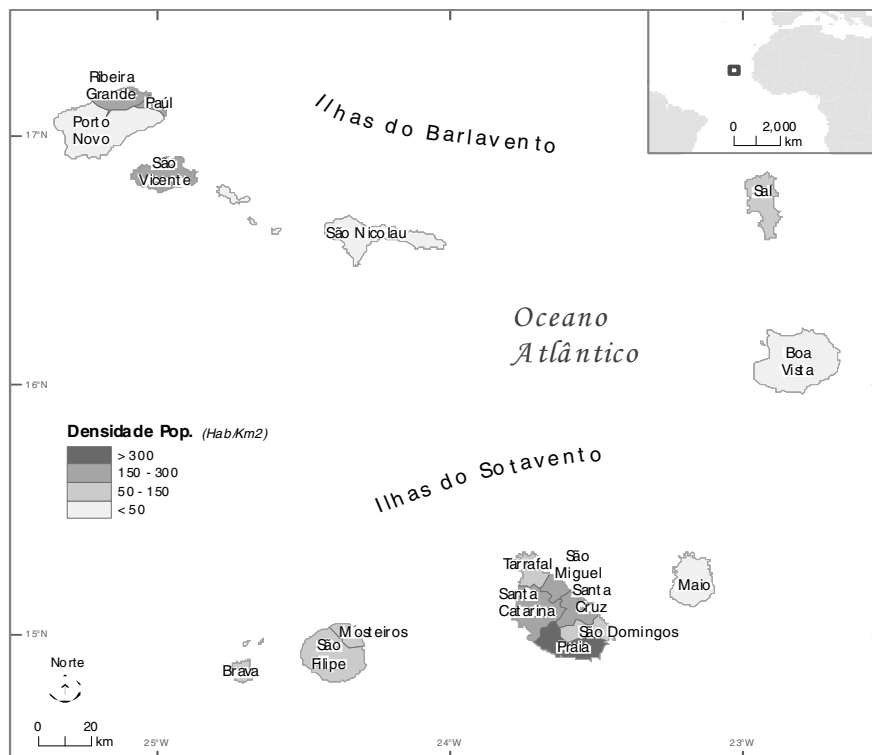 Ribeira
Grande
Paúl
Porto
Novo
17°N
São
Vicente
Ilhas do Barlavento
0 2,000
km
Sal
São Nicolau
Oceano
Atlântico
Boa
Vista
16°N
Densidade Pop. (Hab/Km2)
> 300
150 - 300
50 - 150
< 50
Ilhas do Sotavento
Tarrafal
São
Miguel
Santa
Catarina
Santa
Cruz
Maio
São Domingos
Praia
15°N
Mosteiros
São
Filipe
Brava
Norte
0 20
km
25°W
24°W
23°W